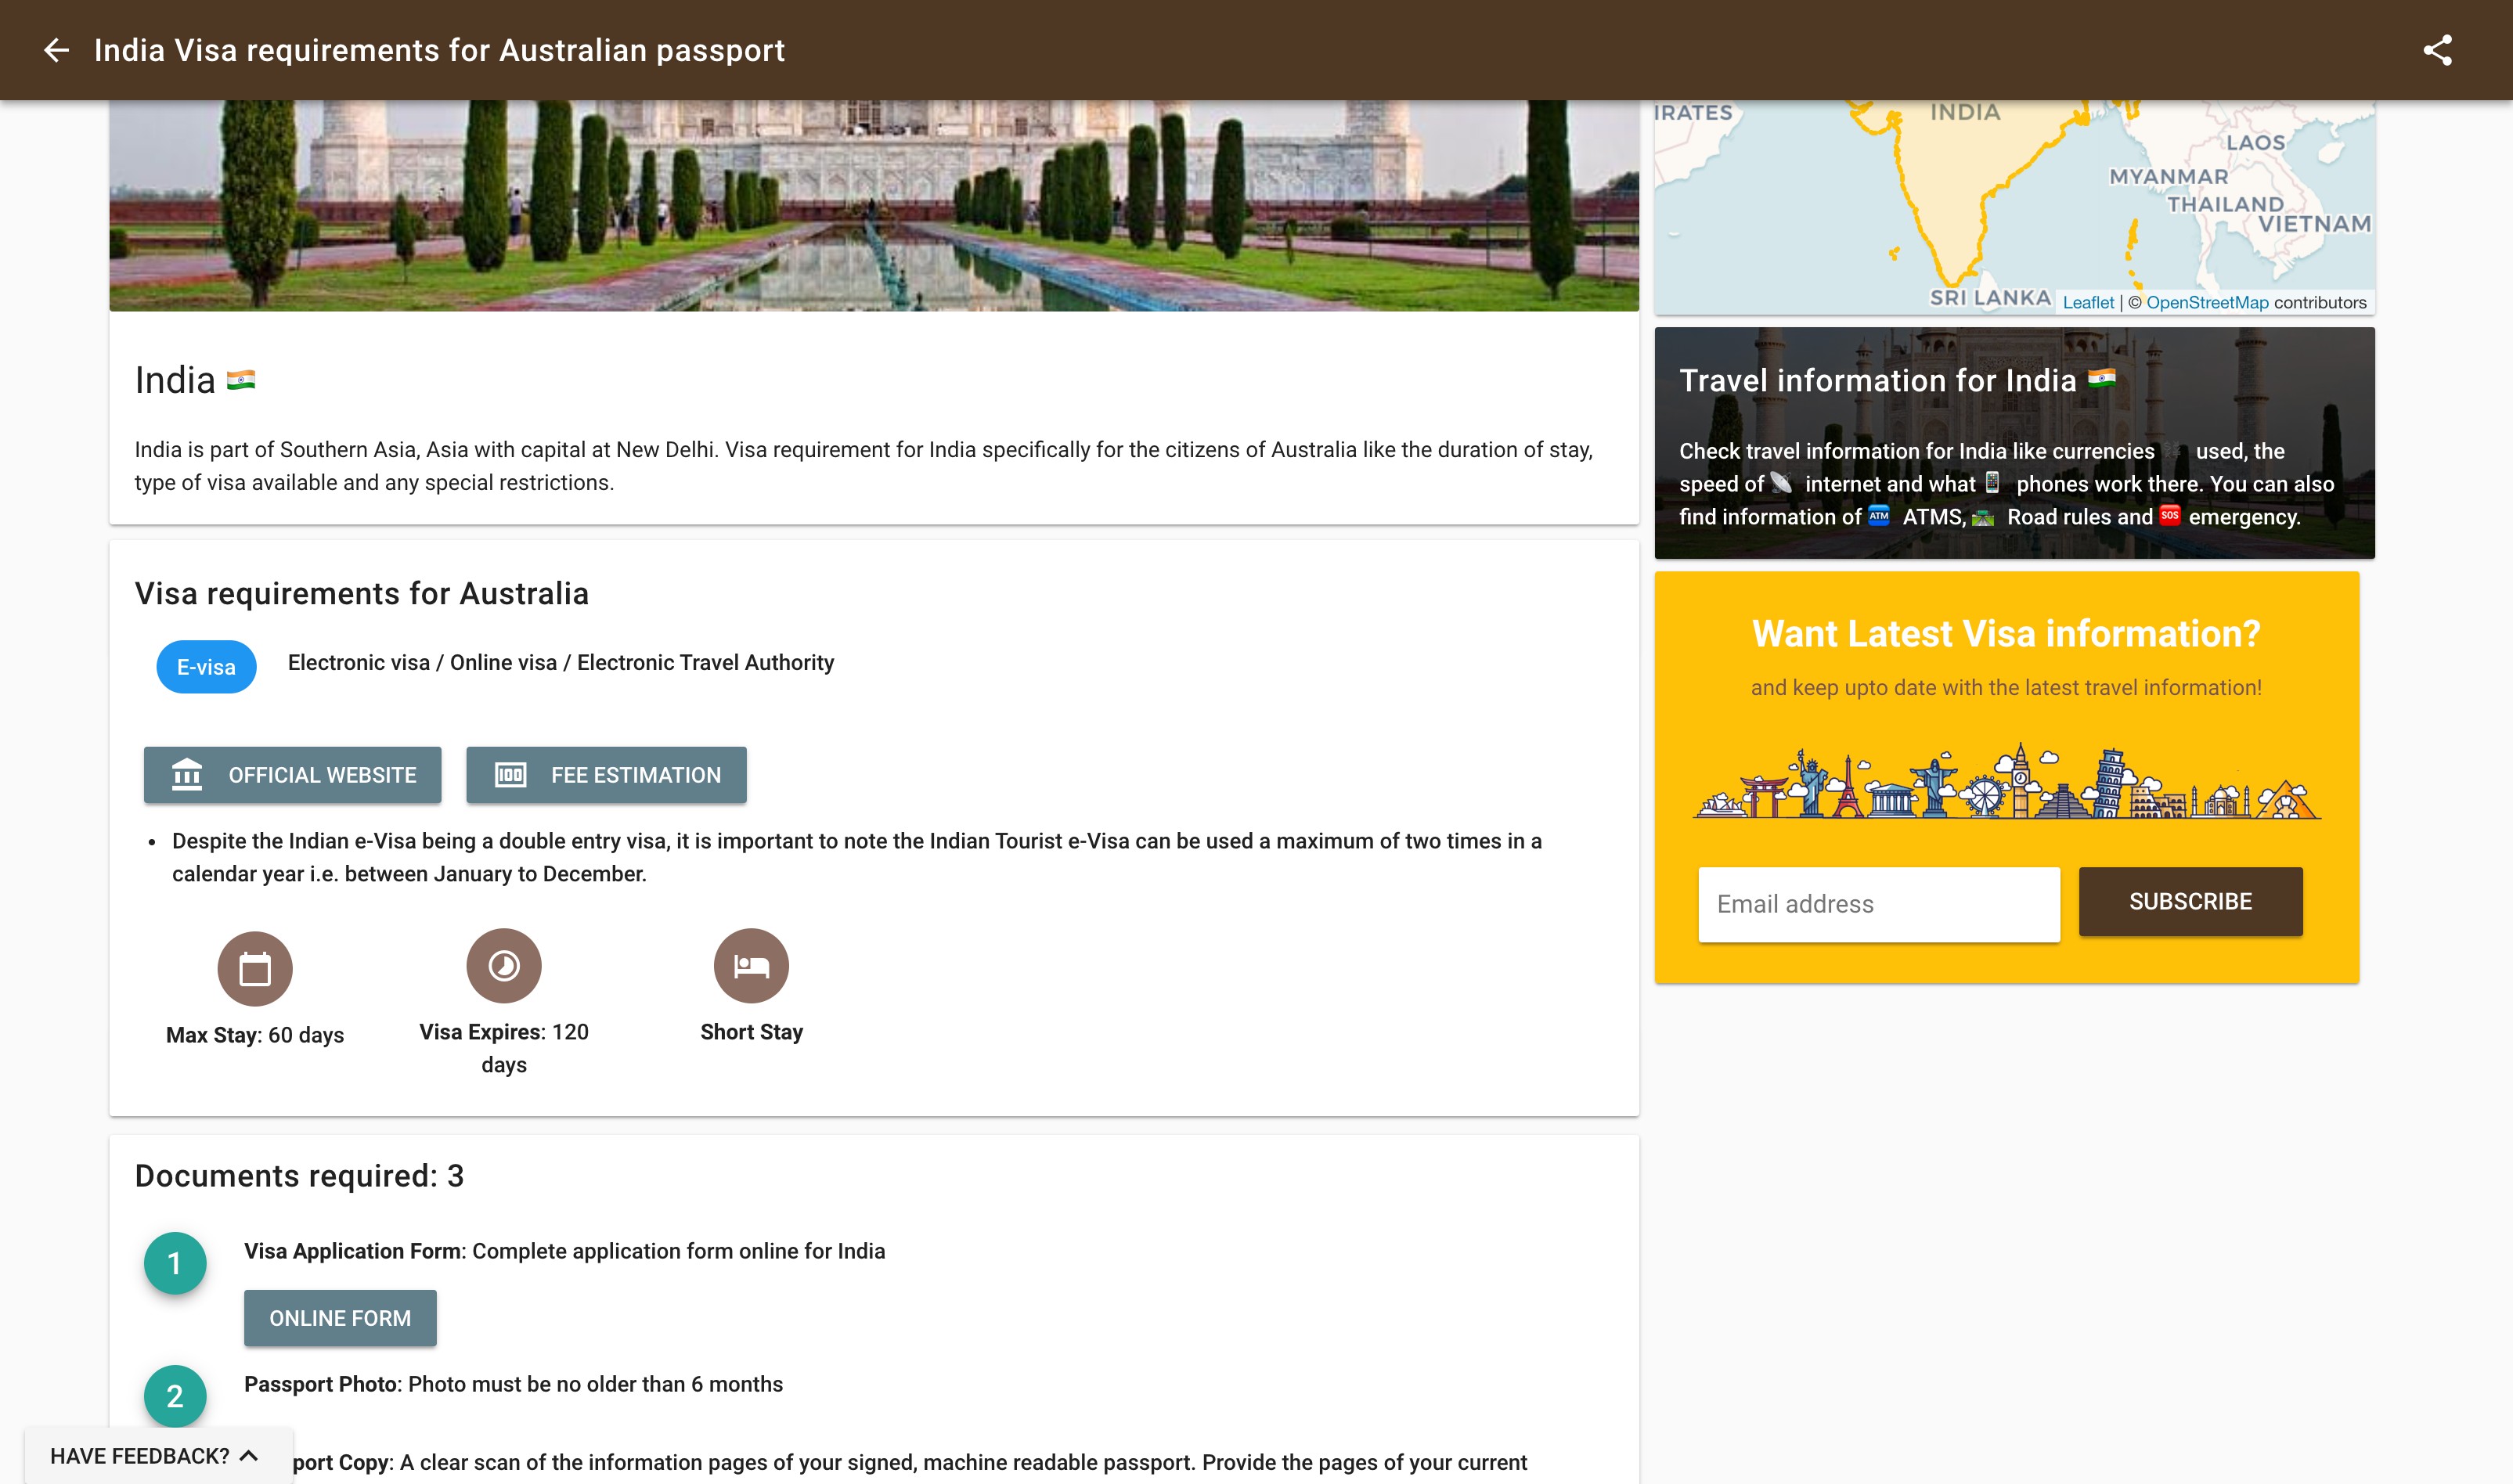 India Visa requirements for Australian passport
IRATES
INDIA
LAOS
MYANMAR
THAILAND
VIETNAM
SRI LANKA
Leaflet | © OpenStreetMap contributors
India
India is part of Southern Asia, Asia with capital at New Delhi. Visa requirement for India specifically for the citizens of Australia like the duration of stay,
type of visa available and any special restrictions.
Visa requirements for Australia
E-visa
Electronic visa / Online visa / Electronic Travel Authority
OFFICIAL WEBSITE
FEE ESTIMATION
Despite the Indian e-Visa being a double entry visa, it is important to note the Indian Tourist e-Visa can be used a maximum of two times in a
calendar year i.e. between January to December.
Max Stay: 60 days
Visa Expires: 120
days
Short Stay
Documents required: 3
1
Visa Application Form: Complete application form online for India
ONLINE FORM
2
Passport Photo: Photo must be no older than 6 months
port Copy: A clear scan of the information pages of your signed, machine readable passport. Provide the pages of your current
HAVE FEEDBACK?
Travel information for India
Check travel information for India like currencies used, the
speed of internet and what phones work there. You can also
find information of ATM ATMS, Road rules and SOS emergency.
Want Latest Visa information?
and keep upto date with the latest travel information!
Email address
SUBSCRIBE